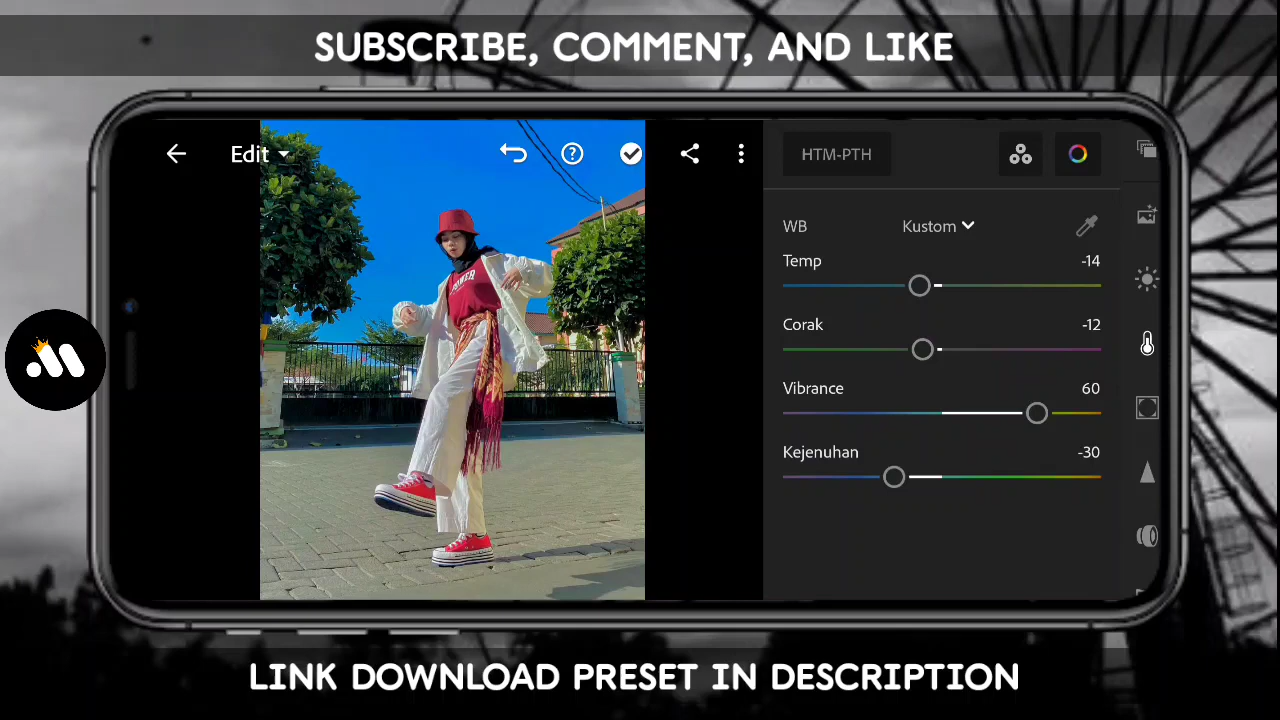 SUBSCRIBE, COMMENT, AND LIKE
Edit
HTM-PTH
WB Kustom
Temp -14
Corak -12
Vibrance 60
Kejenuhan -30
POWER
LINK DOWNLOAD PRESET IN DESCRIPTION